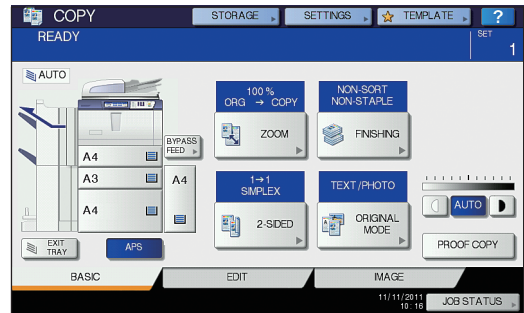 COPY
STORAGE
SETTINGS
TEMPLATE
?
READY
SET
1
AUTO
100 %
ORG → COPY
ZOOM
NON-SORT
NON-STAPLE
FINISHING
BYPASS
FEED
A4
A3
A4
A4
1→1
SIMPLEX
2-SIDED
TEXT/PHOTO
ORIGINAL
MODE
AUTO
EXIT
TRAY
APS
PROOF COPY
BASIC
EDIT
IMAGE
11/11/2011
10:16
JOB STATUS